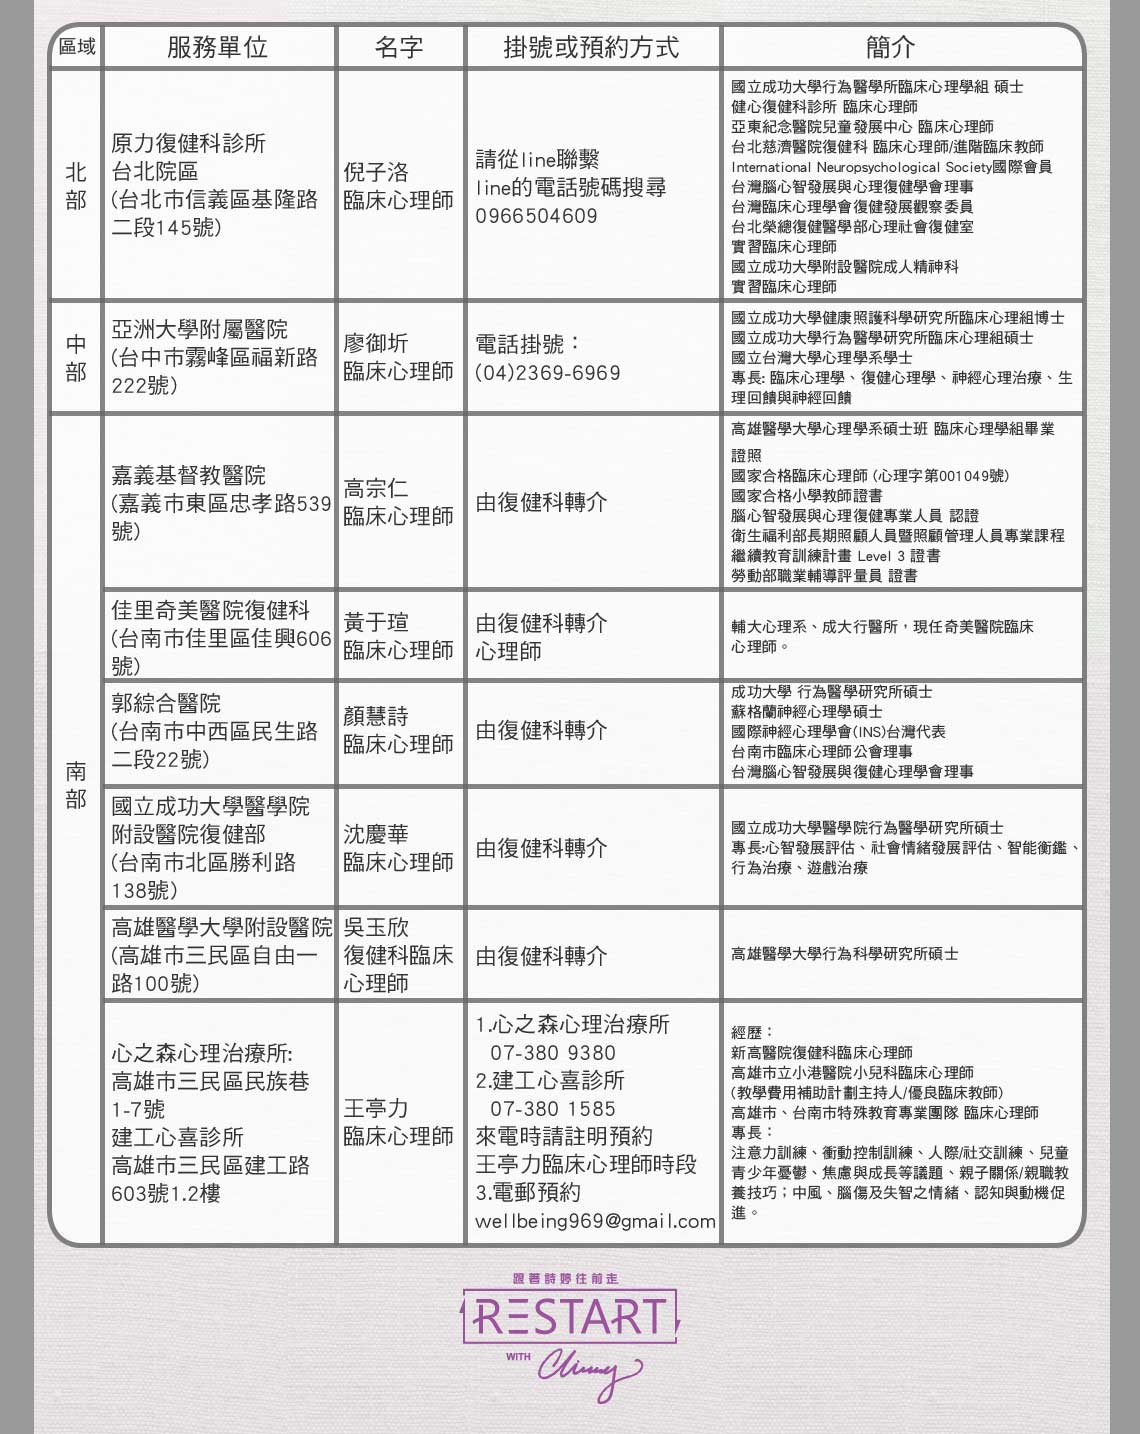 區域
服務單位
名字
掛號或預約方式
簡介
北
部
原力復健科診所
台北院區
(台北市信義區基隆路
二段145號)
倪子洛
臨床心理師
請從line聯繫
line的電話號碼搜尋
0966504609
國立成功大學行為醫學所臨床心理學組 碩士
健心復健科診所 臨床心理師
亞東紀念醫院兒童發展中心 臨床心理師
台北慈濟醫院復健科 臨床心理師/進階臨床教師
International Neuropsychological Society國際會員
台灣腦心智發展與心理復健學會理事
台灣臨床心理學會復健發展觀察委員
台北榮總復健醫學部心理社會復健室
實習臨床心理師
國立成功大學附設醫院成人精神科
實習臨床心理師
中
部
亞洲大學附屬醫院
(台中市霧峰區福新路
222號)
廖御圻
臨床心理師
電話掛號：
(04)2369-6969
國立成功大學健康照護科學研究所臨床心理組博士
國立成功大學行為醫學研究所臨床心理組碩士
國立台灣大學心理學系學士
專長: 臨床心理學、復健心理學、神經心理治療、生
理回饋與神經回饋
南
部
嘉義基督教醫院
(嘉義市東區忠孝路539
號)
高宗仁
臨床心理師
由復健科轉介
高雄醫學大學心理學系碩士班 臨床心理學組畢業
證照
國家合格臨床心理師 (心理字第001049號)
國家合格小學教師證書
腦心智發展與心理復健專業人員 認證
衛生福利部長期照顧人員暨照顧管理人員專業課程
繼續教育訓練計畫 Level 3 證書
勞動部職業輔導評量員 證書
佳里奇美醫院復健科
(台南市佳里區佳興606
號)
黃于瑄
臨床心理師
由復健科轉介
心理師
輔大心理系、成大行醫所，現任奇美醫院臨床
心理師。
郭綜合醫院
(台南市中西區民生路
二段22號)
顏慧詩
臨床心理師
由復健科轉介
成功大學 行為醫學研究所碩士
蘇格蘭神經心理學碩士
國際神經心理學會(INS)台灣代表
台南市臨床心理師公會理事
台灣腦心智發展與復健心理學會理事
國立成功大學醫學院
附設醫院復健部
(台南市北區勝利路
138號)
沈慶華
臨床心理師
由復健科轉介
國立成功大學醫學院行為醫學研究所碩士
專長:心智發展評估、社會情緒發展評估、智能衡鑑、
行為治療、遊戲治療
高雄醫學大學附設醫院
(高雄市三民區自由一
路100號)
吳玉欣
復健科臨床
心理師
由復健科轉介
高雄醫學大學行為科學研究所碩士
心之森心理治療所:
高雄市三民區民族巷
1-7號
建工心喜診所
高雄市三民區建工路
603號1.2樓
王亭力
臨床心理師
1.心之森心理治療所
07-380 9380
2.建工心喜診所
07-380 1585
來電時請註明預約
王亭力臨床心理師時段
3.電郵預約
wellbeing969@gmail.com
經歷：
新高醫院復健科臨床心理師
高雄市立小港醫院小兒科臨床心理師
(教學費用補助計劃主持人/優良臨床教師)
高雄市、台南市特殊教育專業團隊 臨床心理師
專長：
注意力訓練、衝動控制訓練、人際/社交訓練、兒童
青少年憂鬱、焦慮與成長等議題、親子關係/親職教
養技巧；中風、腦傷及失智之情緒、認知與動機促
進。
跟著詩婷往前走
RESTART
WITH